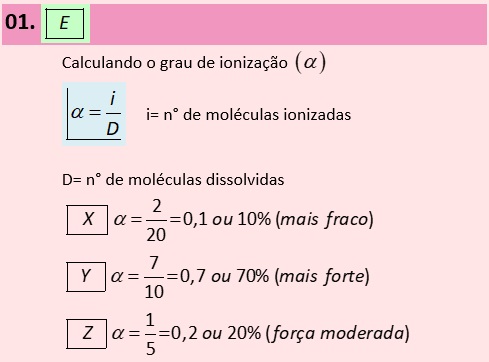 01. E
Calculando o grau de ionização (α)
α = i/D i= n° de moléculas ionizadas
D= n° de moléculas dissolvidas
X α = 2/20 = 0,1 ou 10% (mais fraco)
Y α = 7/10 = 0,7 ou 70% (mais forte)
Z α = 1/5 = 0,2 ou 20% (força moderada)